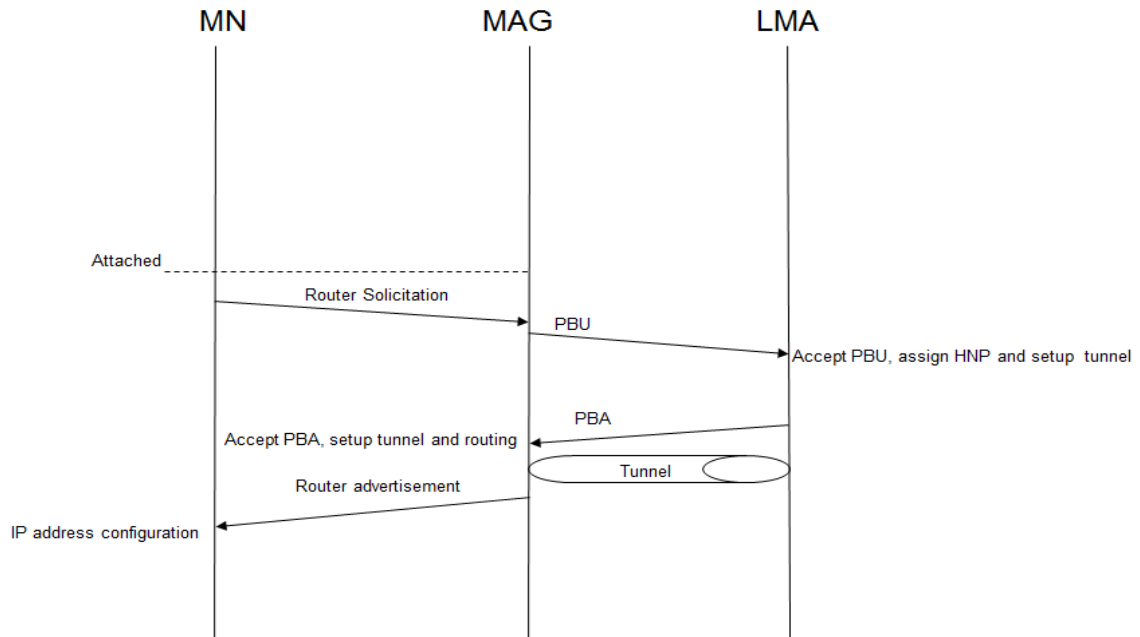 MN
MAG
LMA
Attached
Router Solicitation
PBU
Accept PBU, assign HNP and setup tunnel
PBA
Accept PBA, setup tunnel and routing
Tunnel
Router advertisement
IP address configuration